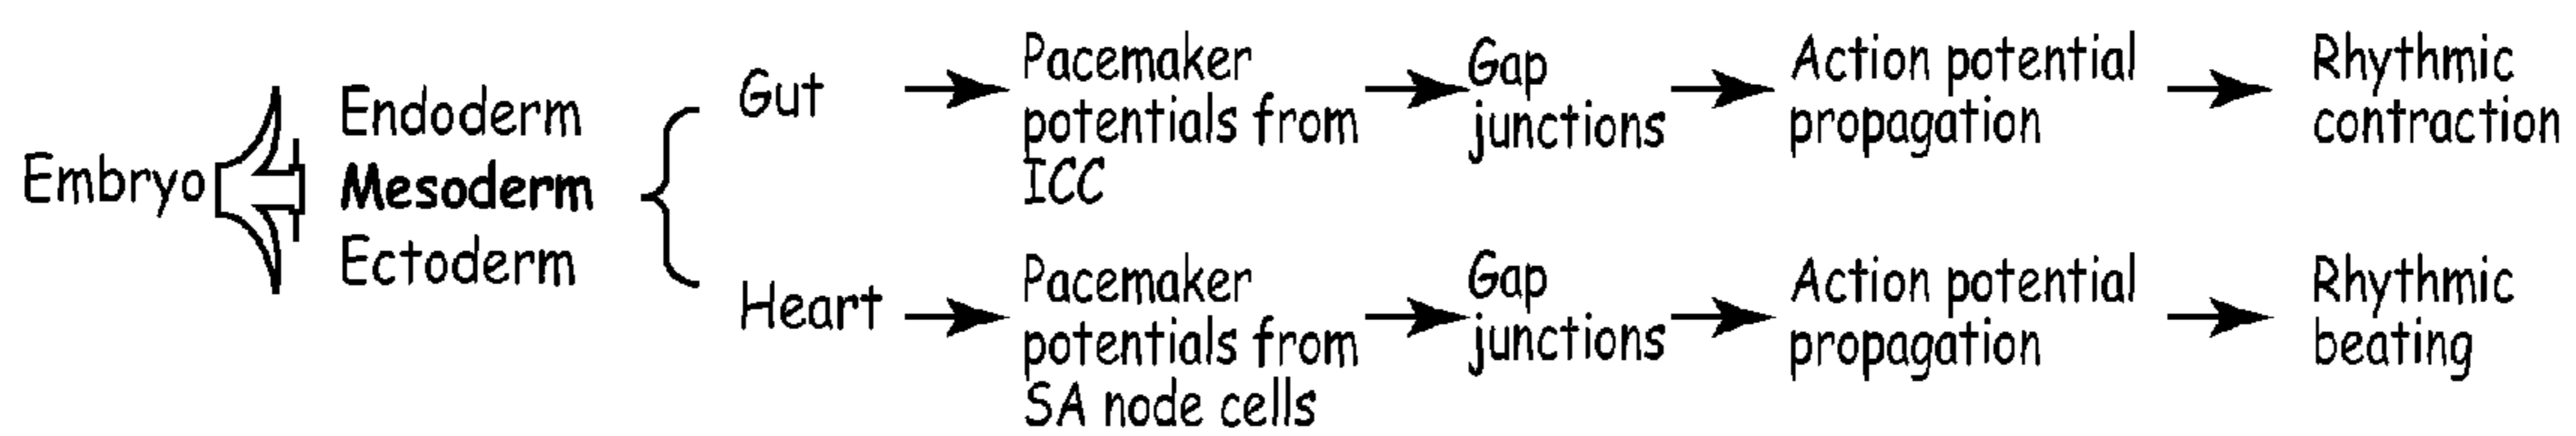 Embryo
Endoderm
Mesoderm
Ectoderm
Gut
Pacemaker
potentials from
ICC
Gap
junctions
Action potential
propagation
Rhythmic
contraction
Heart
Pacemaker
potentials from
SA node cells
Gap
junctions
Action potential
propagation
Rhythmic
beating